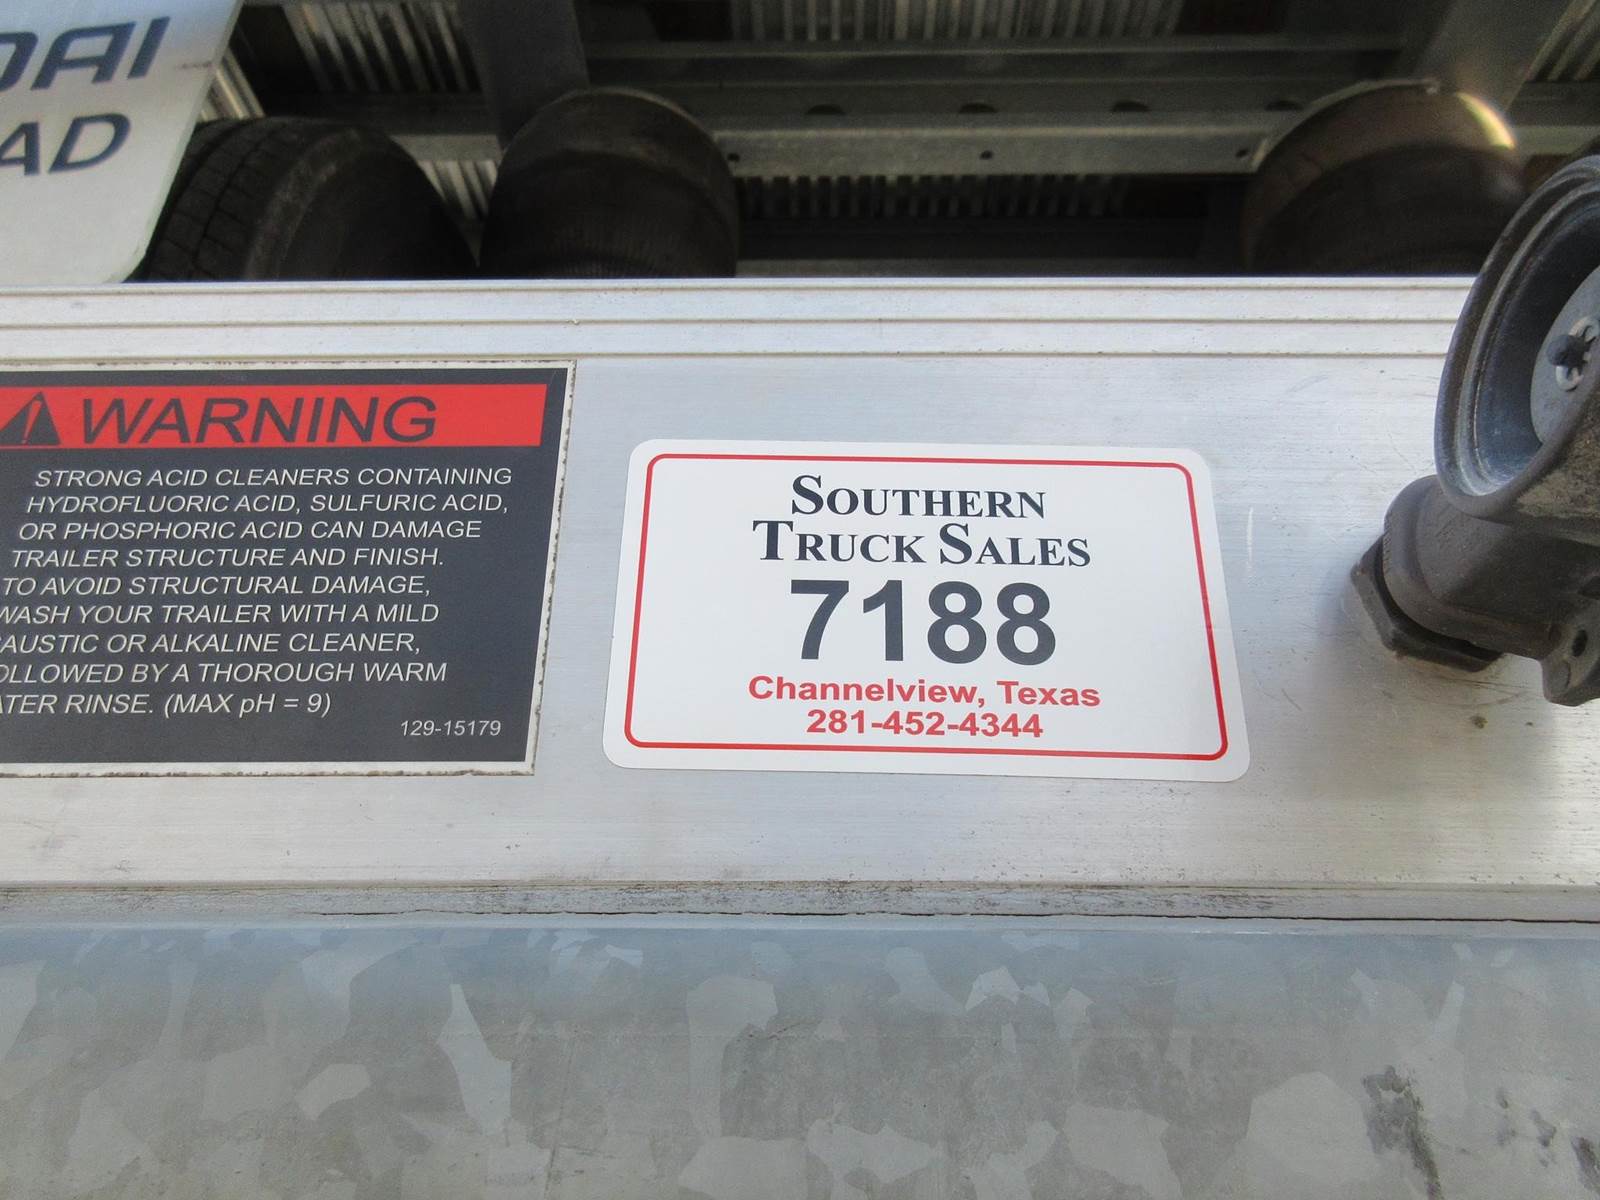 WARNING
STRONG ACID CLEANERS CONTAINING
HYDROFLUORIC ACID, SULFURIC ACID,
OR PHOSPHORIC ACID CAN DAMAGE
TRAILER STRUCTURE AND FINISH.
TO AVOID STRUCTURAL DAMAGE,
WASH YOUR TRAILER WITH A MILD
AUSTIC OR ALKALINE CLEANER,
OLLOWED BY A THOROUGH WARM
ATER RINSE. (MAX pH = 9)
129-15179
SOUTHERN
TRUCK SALES
7188
Channelview, Texas
281-452-4344